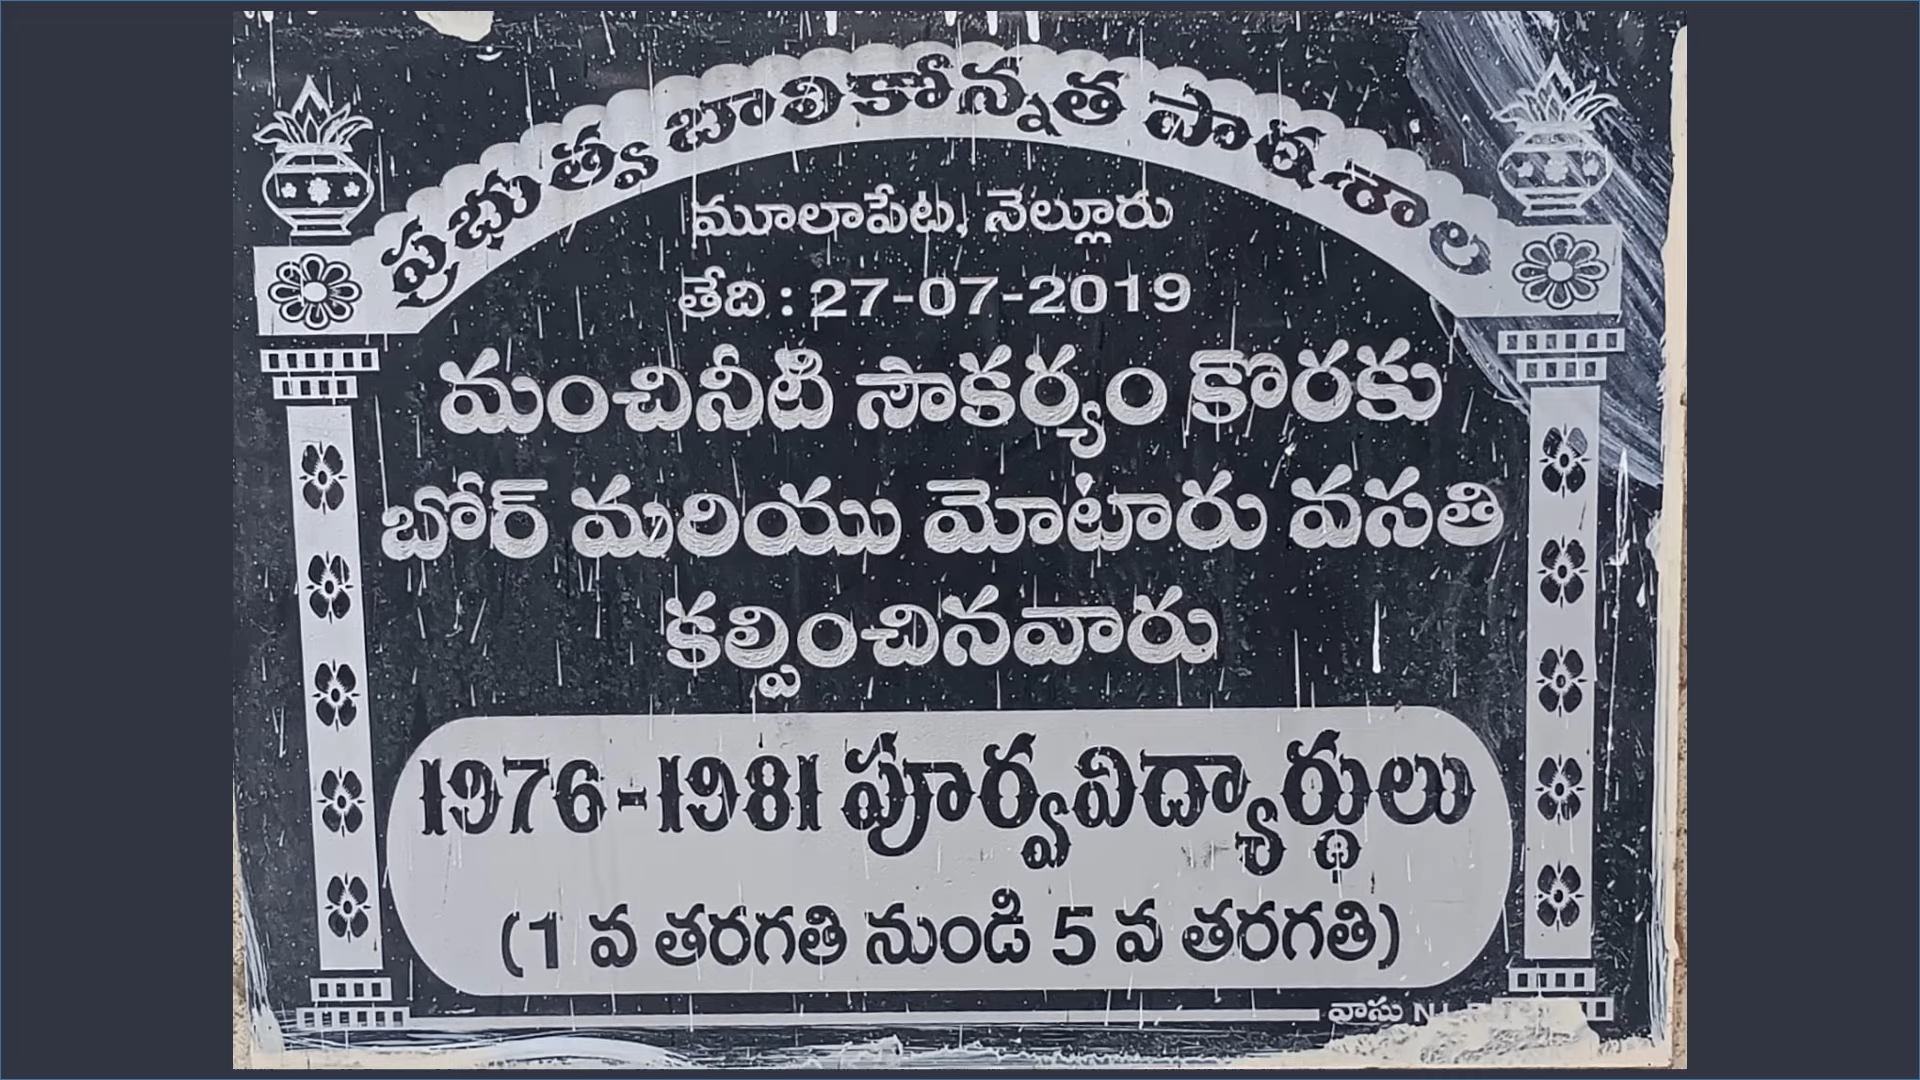 ప్రభుత్వ బాలికోన్నత పాఠశాల
మూలాపేట, నెల్లూరు
తేది : 27-07-2019
మంచినీటి సౌకర్యం కొరకు
బోర్ మరియు మోటారు వసతి
కల్పించినవారు
1976-1981 పూర్వవిద్యార్థులు
(1 వ తరగతి నుండి 5 వ తరగతి)
వాసు